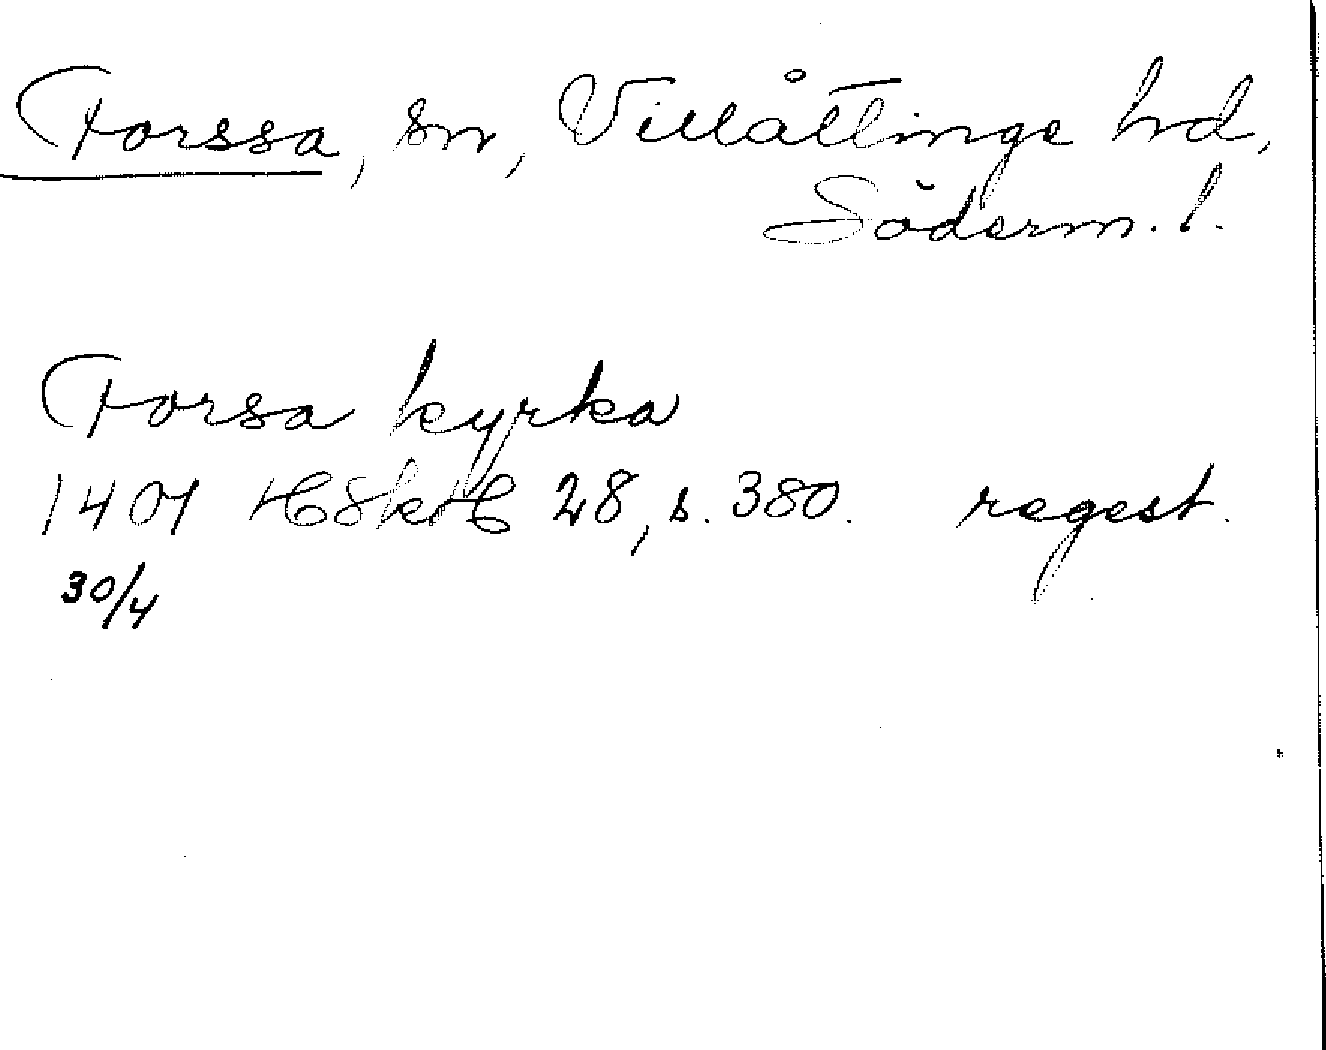 Forssa, sn, Villåttinge hd,
Söderm. l.
Forsa kyrka
1401 HSkH 28, s. 380. regest.
30/4